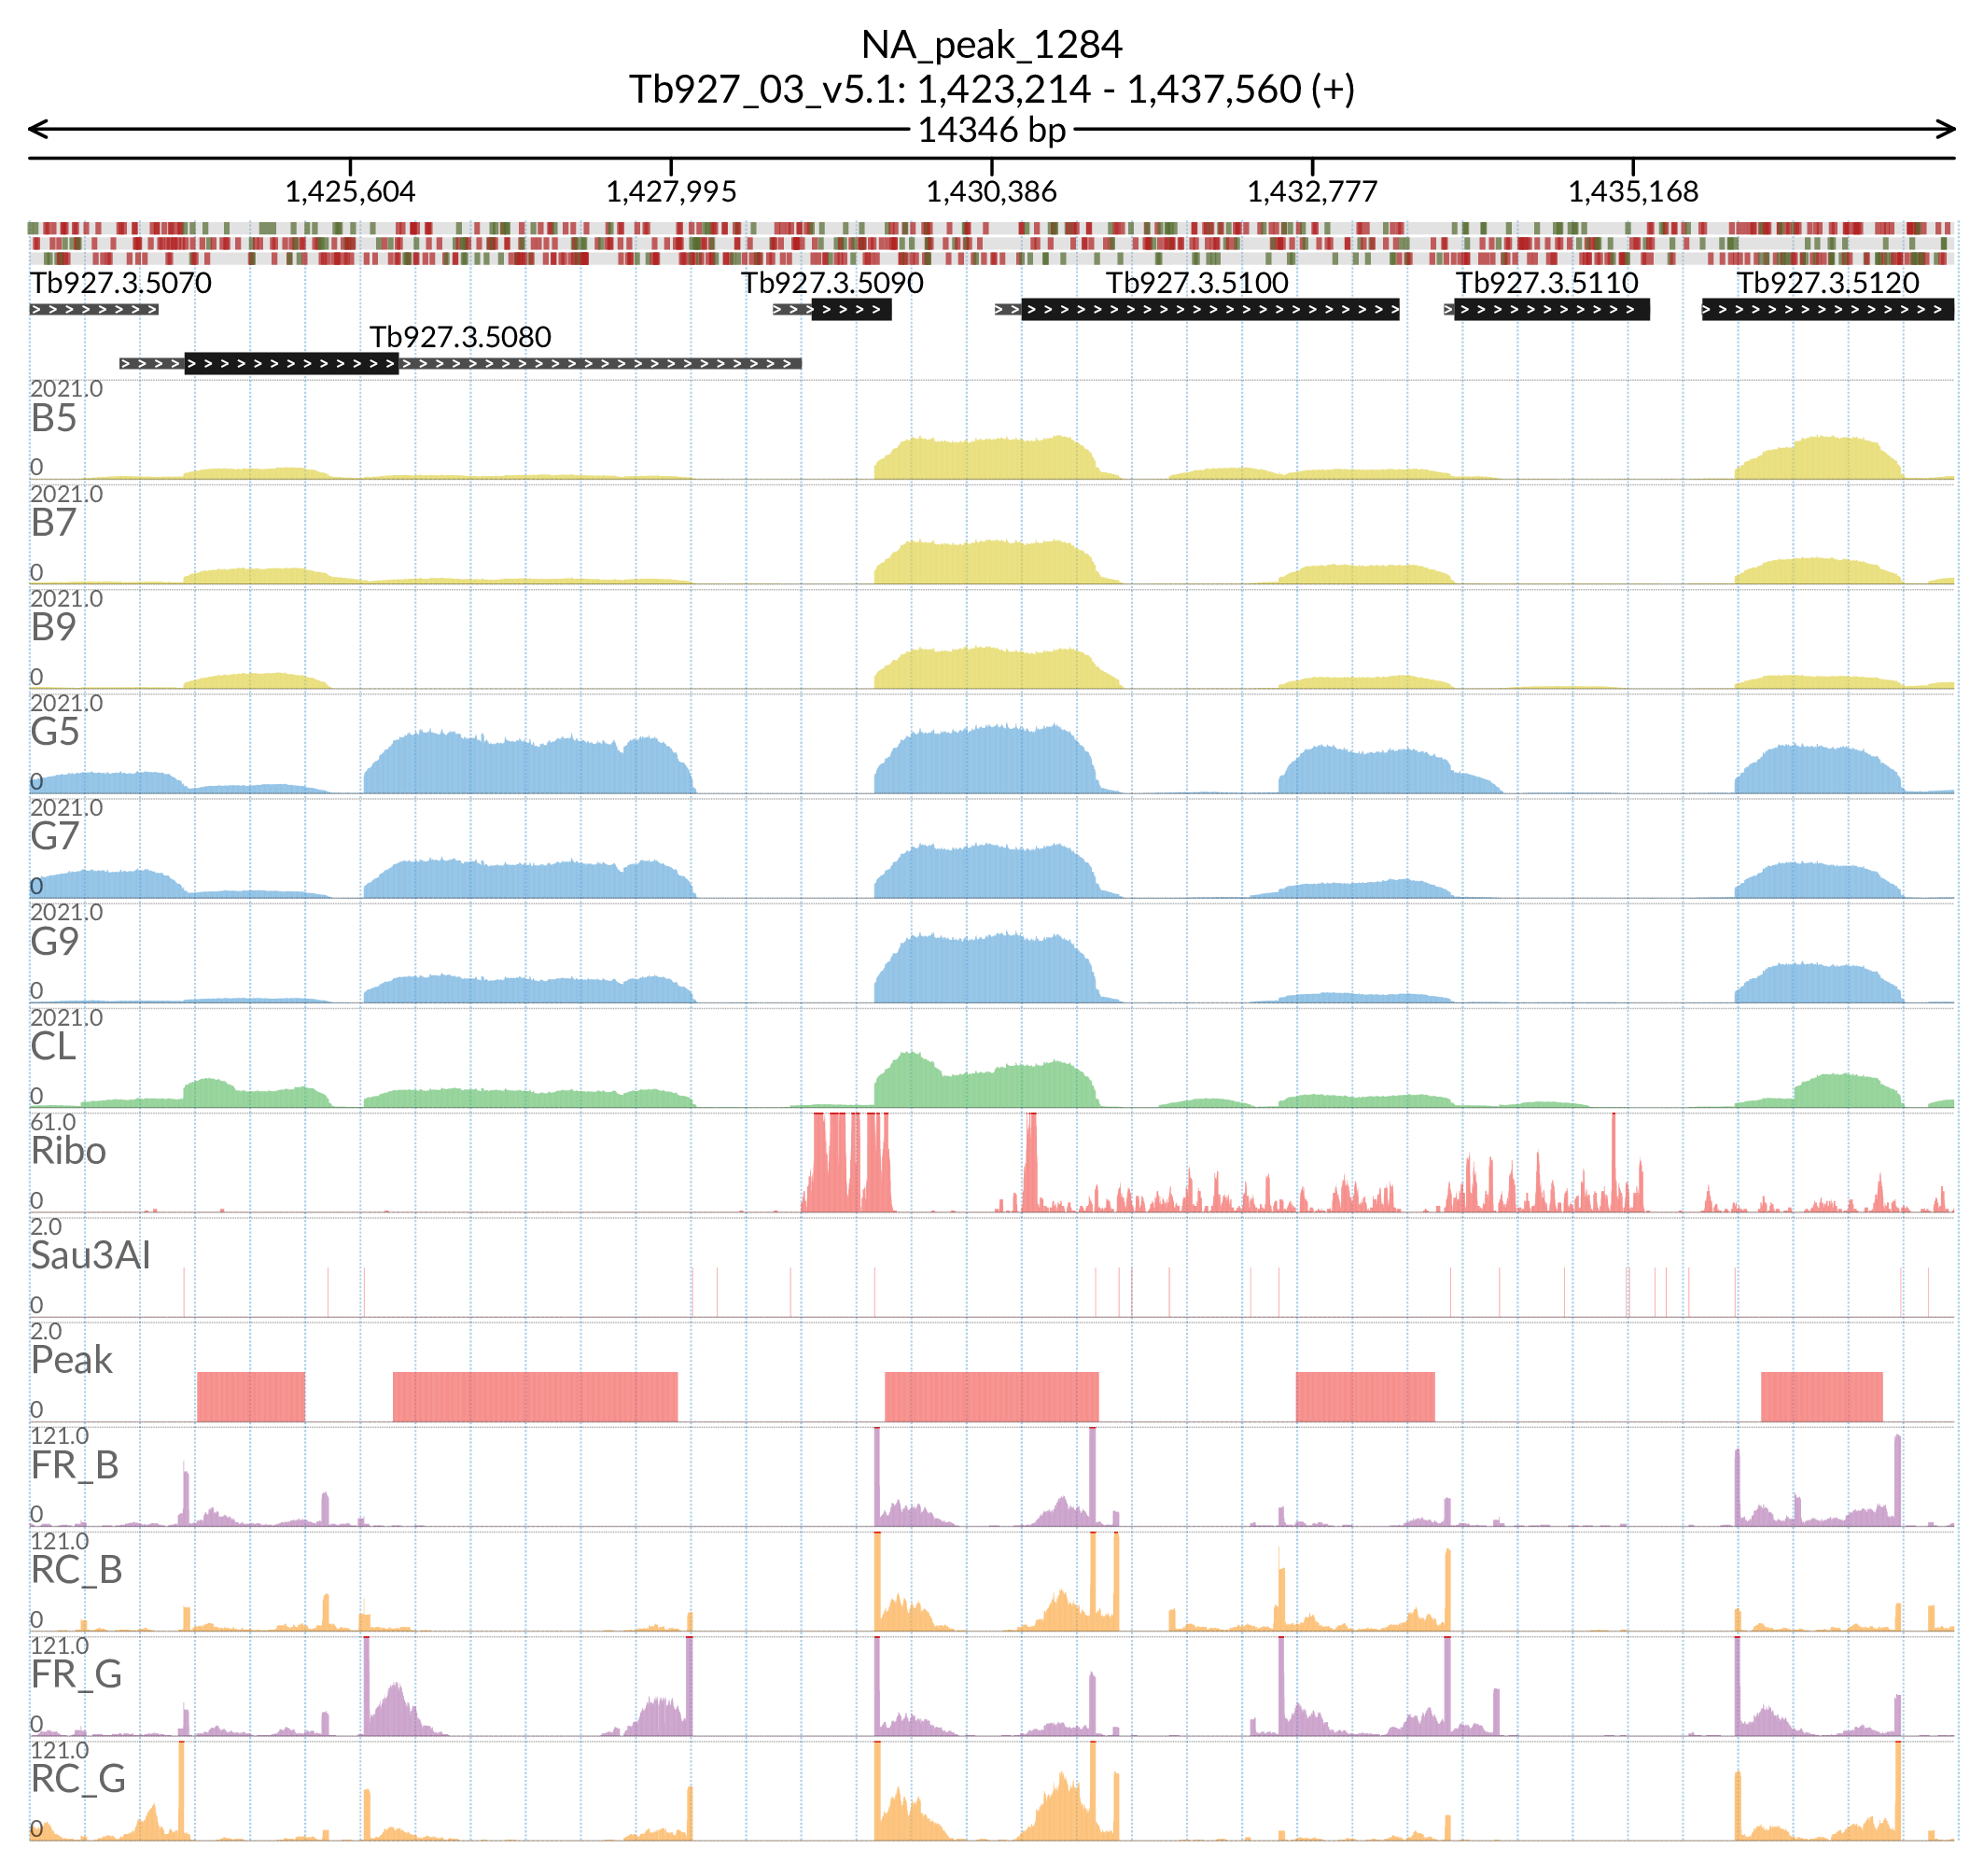 NA_peak_1284
Tb927_03_v5.1: 1,423,214 - 1,437,560 (+)
14346 bp
1,425,604 1,427,995 1,430,386 1,432,777 1,435,168
Tb927.3.5070 Tb927.3.5090 Tb927.3.5100 Tb927.3.5110 Tb927.3.5120
Tb927.3.5080
2021.0
B5
0
2021.0
B7
0
2021.0
B9
0
2021.0
G5
0
2021.0
G7
0
2021.0
G9
0
2021.0
CL
0
61.0
Ribo
0
2.0
Sau3AI
0
2.0
Peak
0
121.0
FR_B
0
121.0
RC_B
0
121.0
FR_G
0
121.0
RC_G
0